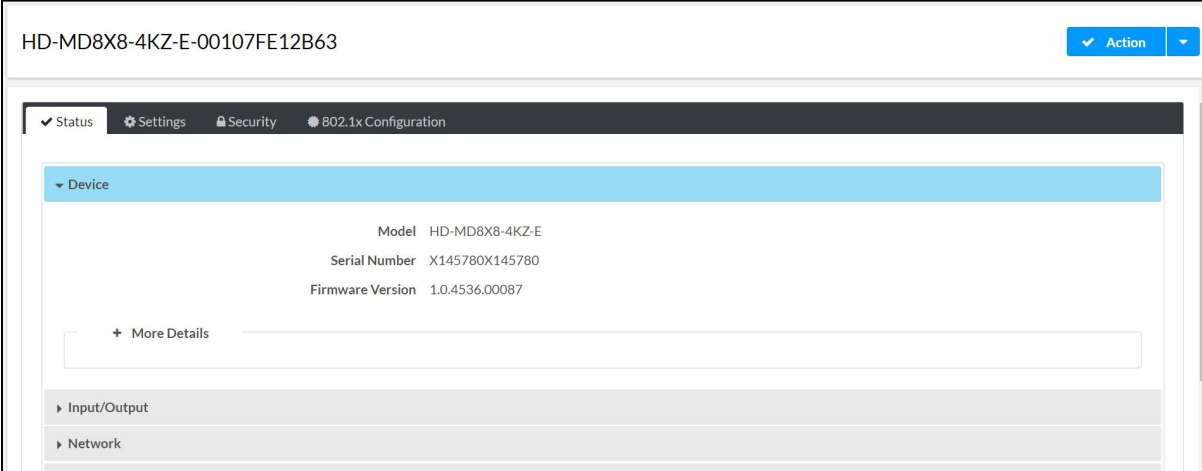 HD-MD8X8-4KZ-E-00107FE12B63
Action
Status Settings Security 802.1x Configuration
Device
Model HD-MD8X8-4KZ-E
Serial Number X145780X145780
Firmware Version 1.0.4536.00087
+ More Details
Input/Output
Network